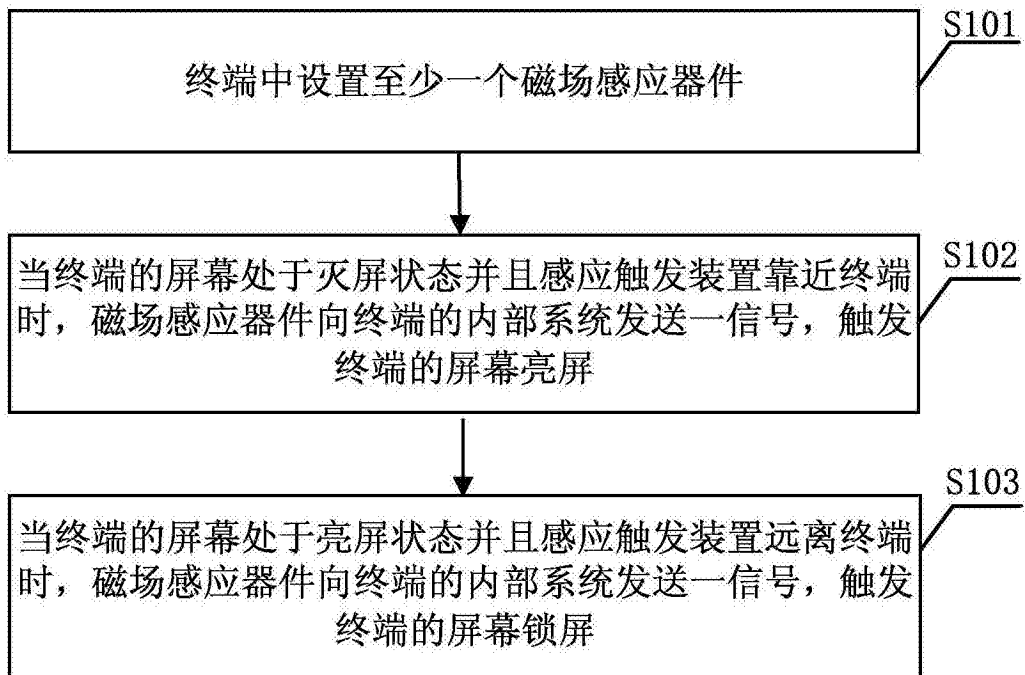 S101
终端中设置至少一个磁场感应器件
S102
当终端的屏幕处于灭屏状态并且感应触发装置靠近终端
时，磁场感应器件向终端的内部系统发送一信号，触发
终端的屏幕亮屏
S103
当终端的屏幕处于亮屏状态并且感应触发装置远离终端
时，磁场感应器件向终端的内部系统发送一信号，触发
终端的屏幕锁屏